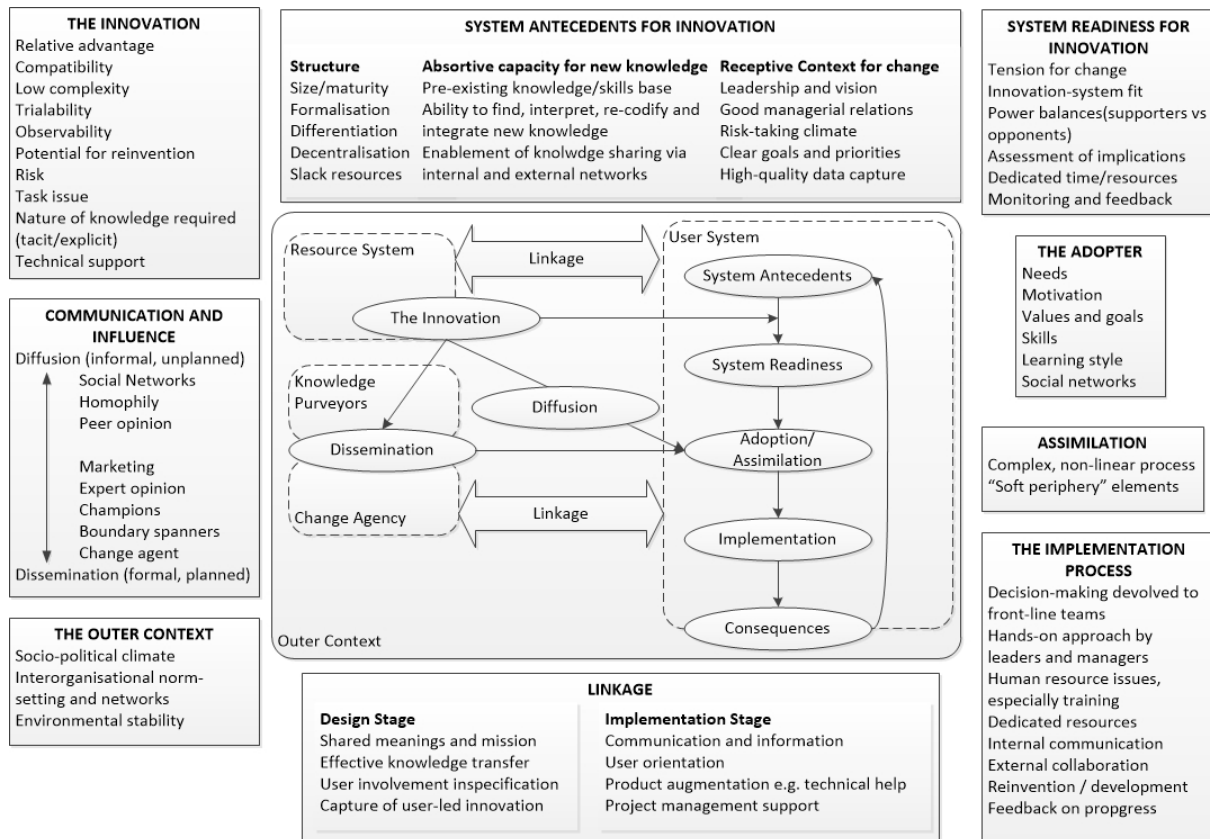 THE INNOVATION
Relative advantage
Compatibility
Low complexity
Trialability
Observability
Potential for reinvention
Risk
Task issue
Nature of knowledge required
(tacit/explicit)
Technical support
COMMUNICATION AND
INFLUENCE
Diffusion (informal, unplanned)
Social Networks
Homophily
Peer opinion
Marketing
Expert opinion
Champions
Boundary spanners
Change agent
Dissemination (formal, planned)
THE OUTER CONTEXT
Socio-political climate
Interorganisational norm-
setting and networks
Environmental stability
SYSTEM ANTECEDENTS FOR INNOVATION
Structure
Size/maturity
Formalisation
Differentiation
Decentralisation
Slack resources
Absortive capacity for new knowledge
Pre-existing knowledge/skills base
Ability to find, interpret, re-codify and
integrate new knowledge
Enablement of knolwdge sharing via
internal and external networks
Receptive Context for change
Leadership and vision
Good managerial relations
Risk-taking climate
Clear goals and priorities
High-quality data capture
Resource System
Linkage
User System
System Antecedents
The Innovation
System Readiness
Knowledge
Purveyors
Diffusion
Dissemination
Adoption/
Assimilation
Change Agency
Linkage
Implementation
Consequences
Outer Context
LINKAGE
Design Stage
Shared meanings and mission
Effective knowledge transfer
User involvement inspecification
Capture of user-led innovation
Implementation Stage
Communication and information
User orientation
Product augmentation e.g. technical help
Project management support
SYSTEM READINESS FOR
INNOVATION
Tension for change
Innovation-system fit
Power balances(supporters vs
opponents)
Assessment of implications
Dedicated time/resources
Monitoring and feedback
THE ADOPTER
Needs
Motivation
Values and goals
Skills
Learning style
Social networks
ASSIMILATION
Complex, non-linear process
“Soft periphery” elements
THE IMPLEMENTATION
PROCESS
Decision-making devolved to
front-line teams
Hands-on approach by
leaders and managers
Human resource issues,
especially training
Dedicated resources
Internal communication
External collaboration
Reinvention / development
Feedback on propgress